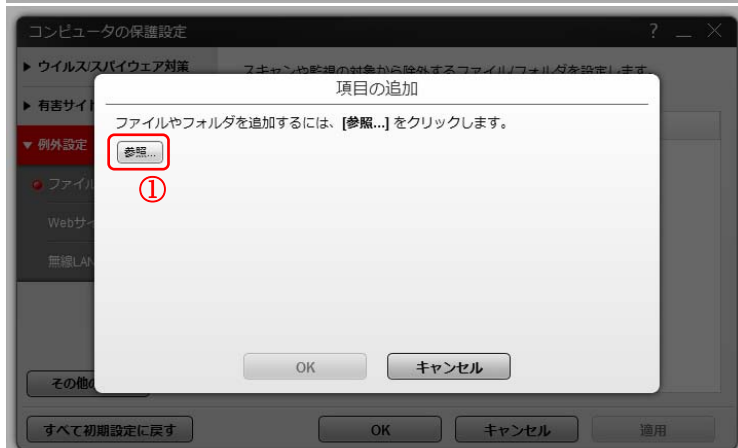 コンピュータの保護設定
? _ ×
▶ ウイルス/スパイウェア対策
スキャンや監視の対象から除外するファイル/フォルダを設定します。
項目の追加
▶ 有害サイト
ファイルやフォルダを追加するには、[参照...] をクリックします。
▼ 例外設定
参照...
ファイル
①
Webサイ
無線LAN
OK
キャンセル
その他の
すべて初期設定に戻す
OK
キャンセル
適用